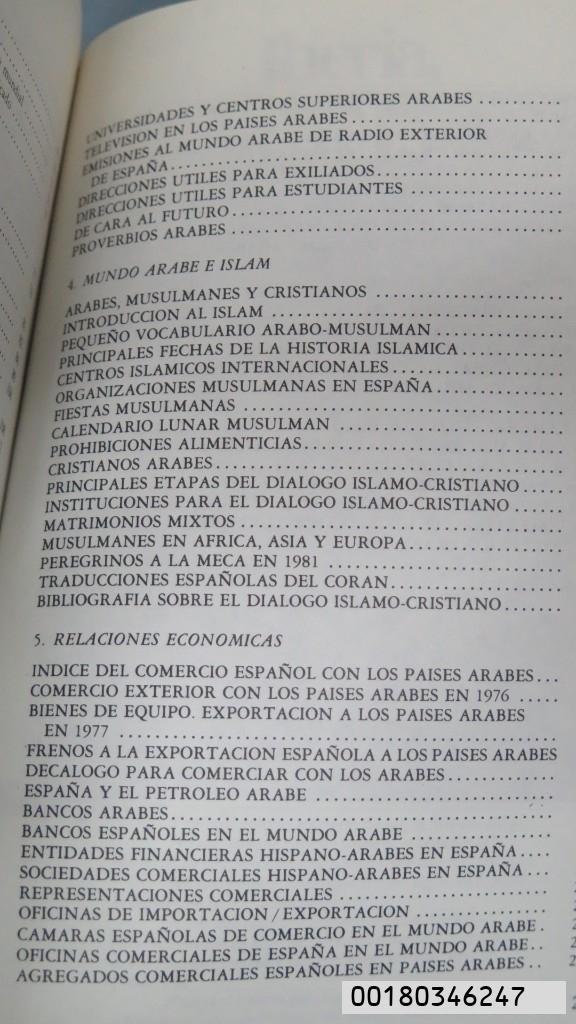 UNIVERSIDADES Y CENTROS SUPERIORES ARABES ..........
TELEVISION EN LOS PAISES ARABES ..........
EMISIONES AL MUNDO ARABE DE RADIO EXTERIOR
DE ESPAÑA ..........
DIRECCIONES UTILES PARA EXILIADOS ..........
DIRECCIONES UTILES PARA ESTUDIANTES ..........
DE CARA AL FUTURO ..........
PROVERBIOS ARABES ..........
4. MUNDO ARABE E ISLAM
ARABES, MUSULMANES Y CRISTIANOS ..........
INTRODUCCION AL ISLAM ..........
PEQUEÑO VOCABULARIO ARABO-MUSULMAN ..........
PRINCIPALES FECHAS DE LA HISTORIA ISLAMICA ..........
CENTROS ISLAMICOS INTERNACIONALES ..........
ORGANIZACIONES MUSULMANAS EN ESPAÑA ..........
FIESTAS MUSULMANAS ..........
CALENDARIO LUNAR MUSULMAN ..........
PROHIBICIONES ALIMENTICIAS ..........
CRISTIANOS ARABES ..........
PRINCIPALES ETAPAS DEL DIALOGO ISLAMO-CRISTIANO .....
INSTITUCIONES PARA EL DIALOGO ISLAMO-CRISTIANO .....
MATRIMONIOS MIXTOS ..........
MUSULMANES EN AFRICA, ASIA Y EUROPA ..........
PEREGRINOS A LA MECA EN 1981 ..........
TRADUCCIONES ESPAÑOLAS DEL CORAN ..........
BIBLIOGRAFIA SOBRE EL DIALOGO ISLAMO-CRISTIANO .......
5. RELACIONES ECONOMICAS
INDICE DEL COMERCIO ESPAÑOL CON LOS PAISES ARABES...
COMERCIO EXTERIOR CON LOS PAISES ARABES EN 1976 .....
BIENES DE EQUIPO. EXPORTACION A LOS PAISES ARABES
EN 1977 ..........
FRENOS A LA EXPORTACION ESPAÑOLA A LOS PAISES ARABES
DECALOGO PARA COMERCIAR CON LOS ARABES ..........
ESPAÑA Y EL PETROLEO ARABE ..........
BANCOS ARABES ..........
BANCOS ESPAÑOLES EN EL MUNDO ARABE ..........
ENTIDADES FINANCIERAS HISPANO-ARABES EN ESPAÑA ....
SOCIEDADES COMERCIALES HISPANO-ARABES EN ESPAÑA ...
REPRESENTACIONES COMERCIALES ..........
OFICINAS DE IMPORTACION/EXPORTACION ..........
CAMARAS ESPAÑOLAS DE COMERCIO EN EL MUNDO ARABE .
OFICINAS COMERCIALES DE ESPAÑA EN EL MUNDO ARABE ..
AGREGADOS COMERCIALES ESPAÑOLES EN PAISES ARABES ..
00180346247